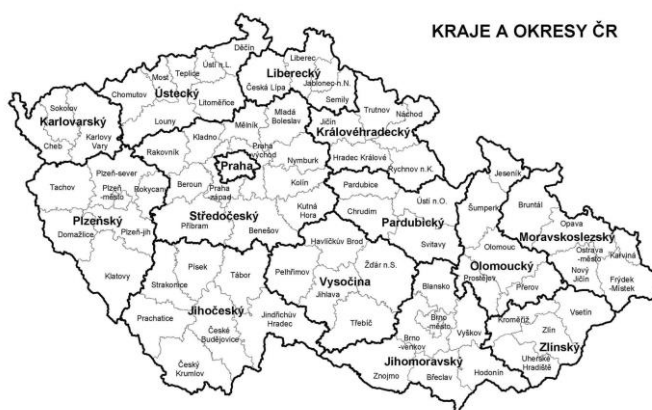 KRAJE A OKRESY ČR
Děčín
Liberec
Ústí n.L.
Teplice
Most
Liberecký
Jablonec n.N.
Česká Lípa
Chomutov
Ústecký
Litoměřice
Semily
Sokolov
Karlovarský
Karlovy
Vary
Cheb
Louny
Mělník
Mladá
Boleslav
Jičín
Trutnov
Náchod
Královéhradecký
Kladno
Rakovník
Praha
východ
Praha
Nymburk
Hradec Králové
Rychnov n.K.
Jeseník
Tachov
Plzeň-sever
Plzeň
-město
Rokycany
Beroun
Praha
-západ
Kolín
Pardubice
Ústí n.O.
Šumperk
Bruntál
Opava
Moravskoslezský
Plzeňský
Domažlice
Plzeň-jih
Středočeský
Příbram
Benešov
Kutná
Hora
Chrudim
Pardubický
Svitavy
Olomouc
Olomoucký
Ostrava
-město
Karviná
Nový
Jičín
Frýdek
-Místek
Klatovy
Písek
Tábor
Strakonice
Pelhřimov
Havlíčkův Brod
Žďár n.S.
Vysočina
Jihlava
Třebíč
Blansko
Prostějov
Přerov
Prachatice
Jihočeský
České
Budějovice
Jindřichův
Hradec
Český
Krumlov
Brno
-město
Brno
-venkov
Vyškov
Kroměříž
Vsetín
Zlín
Zlínský
Uherské
Hradiště
Jihomoravský
Znojmo
Břeclav
Hodonín